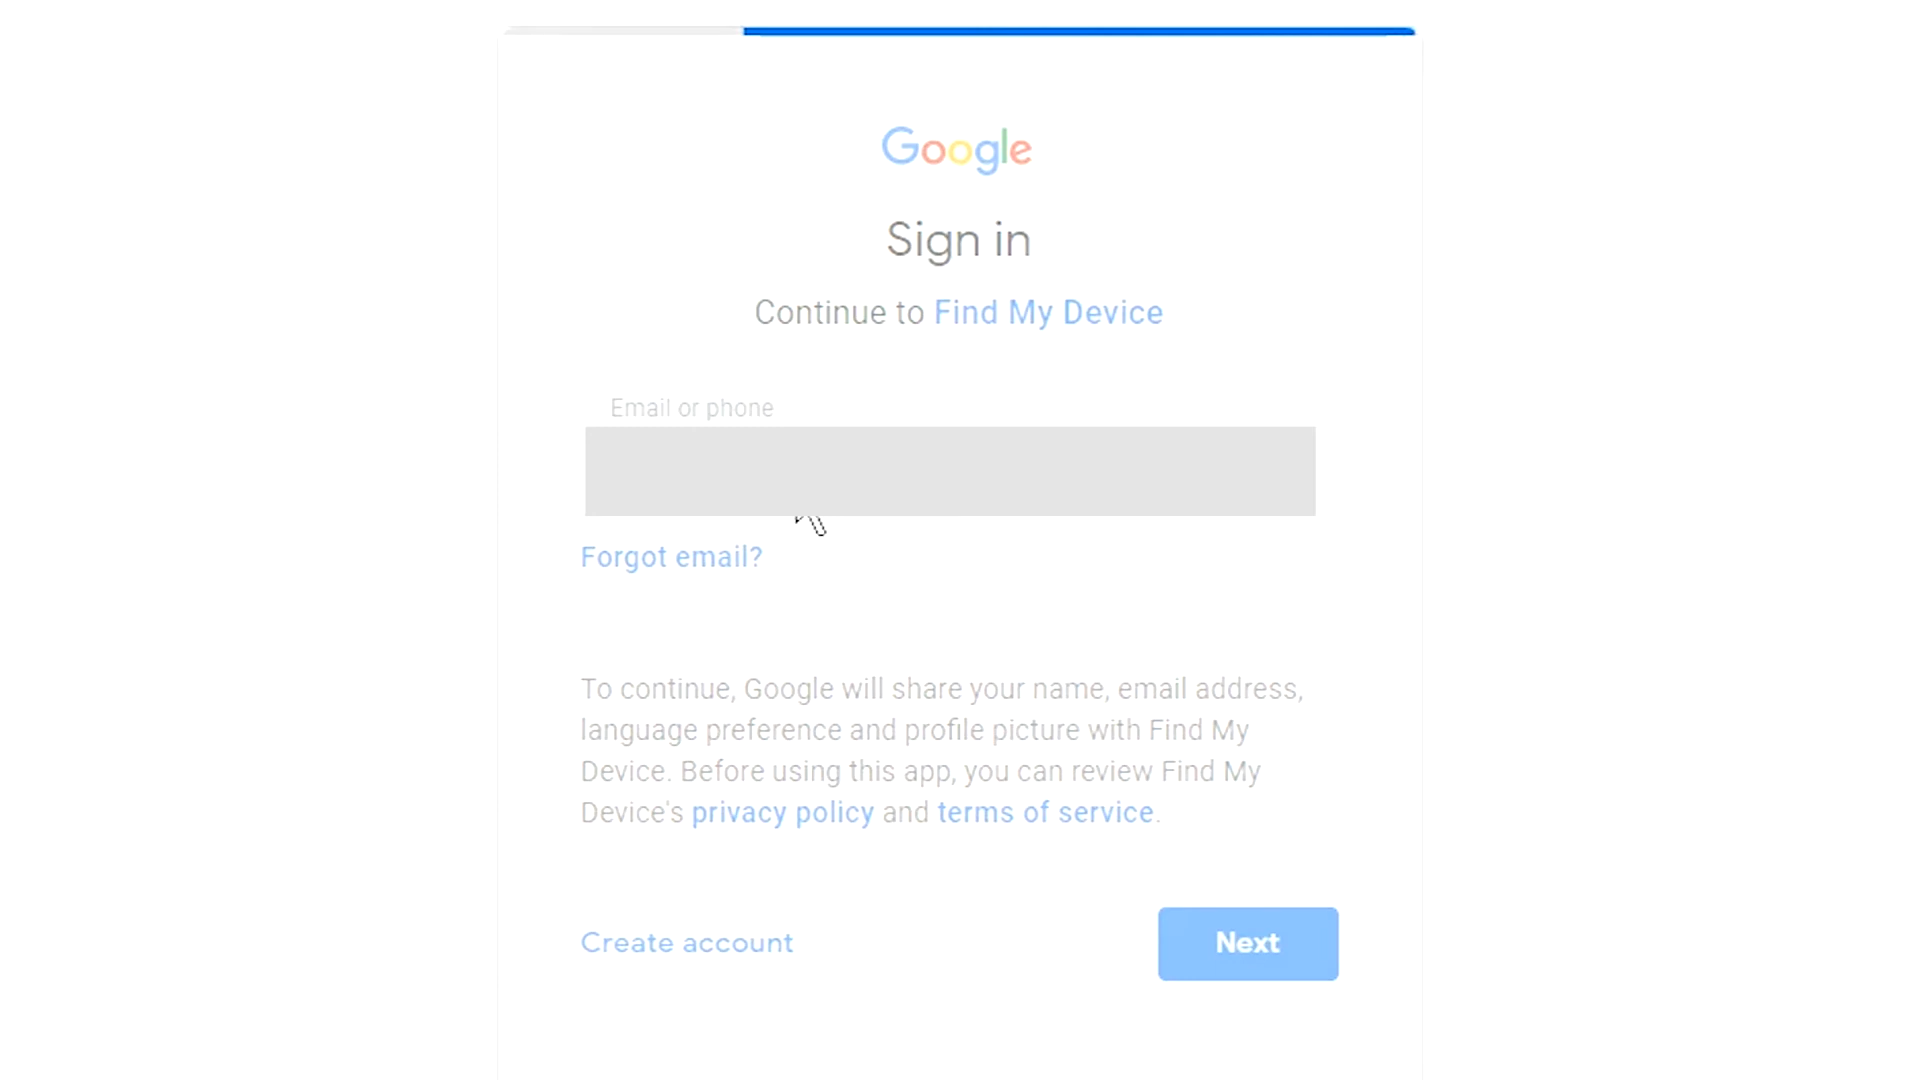 Google
Sign in
Continue to Find My Device
Email or phone
Forgot email?
To continue, Google will share your name, email address,
language preference and profile picture with Find My
Device. Before using this app, you can review Find My
Device's privacy policy and terms of service.
Create account
Next